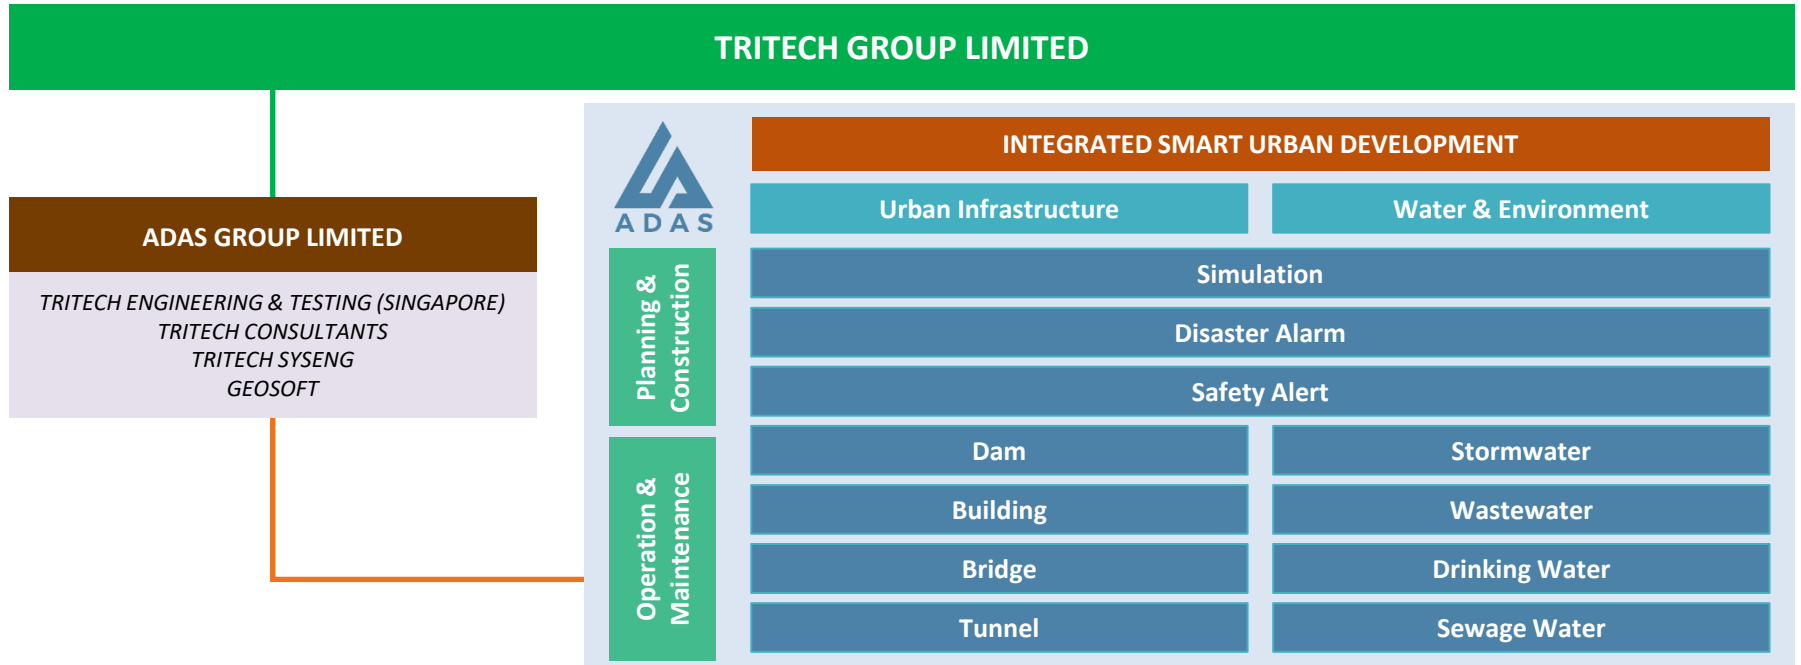 TRITECH GROUP LIMITED
ADAS GROUP LIMITED
TRITECH ENGINEERING & TESTING (SINGAPORE)
TRITECH CONSULTANTS
TRITECH SYSENG
GEOSOFT
ADAS
INTEGRATED SMART URBAN DEVELOPMENT
Urban Infrastructure
Water & Environment
Planning &
Construction
Simulation
Disaster Alarm
Safety Alert
Operation &
Maintenance
Dam
Stormwater
Building
Wastewater
Bridge
Drinking Water
Tunnel
Sewage Water